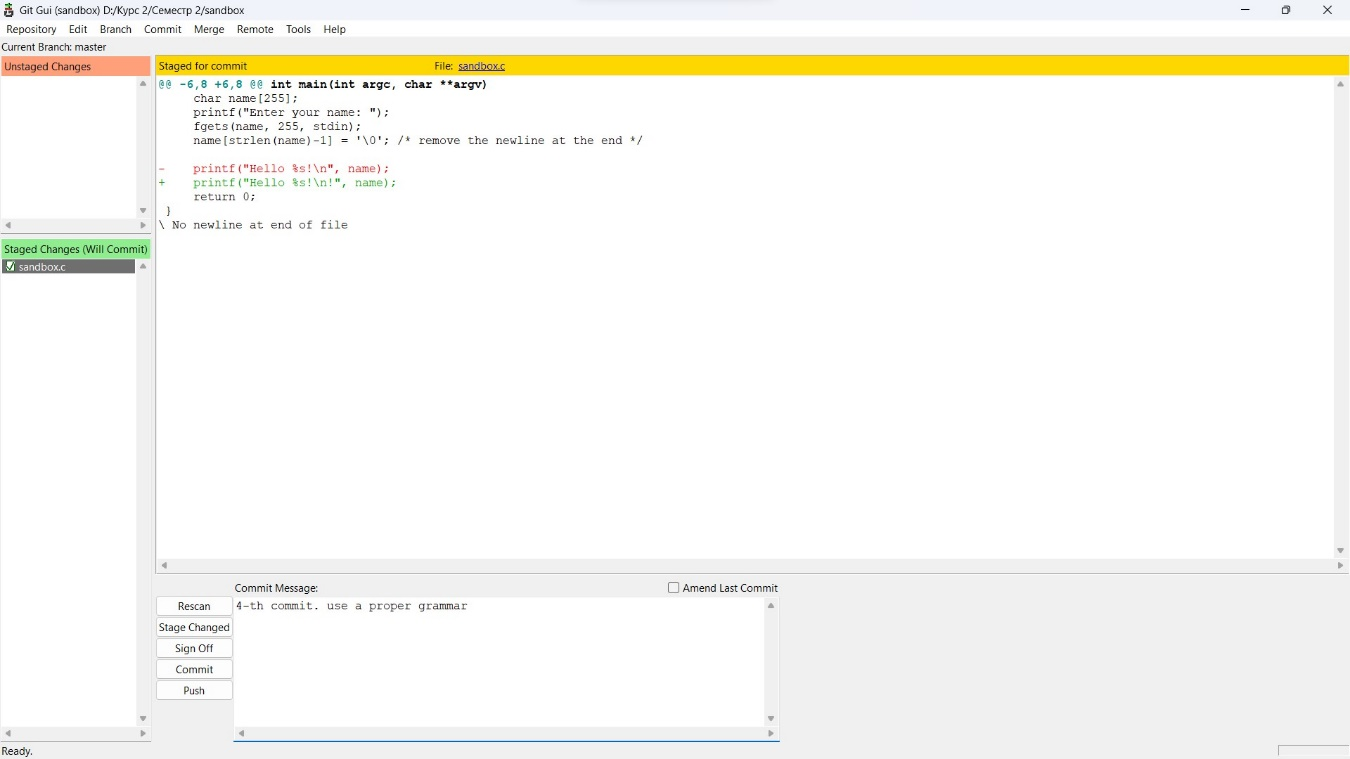 Git Gui (sandbox) D:/Курс 2/Семестр 2/sandbox
Repository Edit Branch Commit Merge Remote Tools Help
Current Branch: master
Unstaged Changes
Staged for commit File: sandbox.c
@@ -6,8 +6,8 @@ int main(int argc, char **argv)
char name[255];
printf("Enter your name: ");
fgets(name, 255, stdin);
name[strlen(name)-1] = '\0'; /* remove the newline at the end */
- printf("Hello %s!\n", name);
+ printf("Hello %s!\n!", name);
return 0;
}
\ No newline at end of file
Staged Changes (Will Commit)
sandbox.c
Commit Message:
Amend Last Commit
4-th commit. use a proper grammar
Rescan
Stage Changed
Sign Off
Commit
Push
Ready.